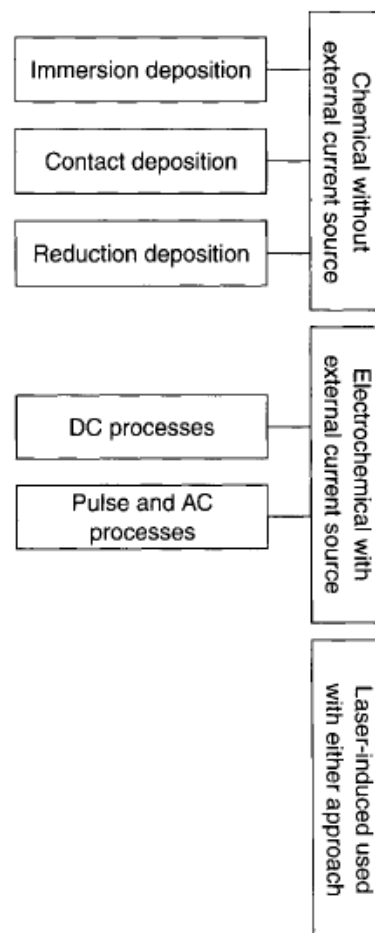 Immersion deposition
Contact deposition
Reduction deposition
Chemical without
external current source
DC processes
Pulse and AC
processes
Electrochemical with
external current source
Laser-induced used
with either approach